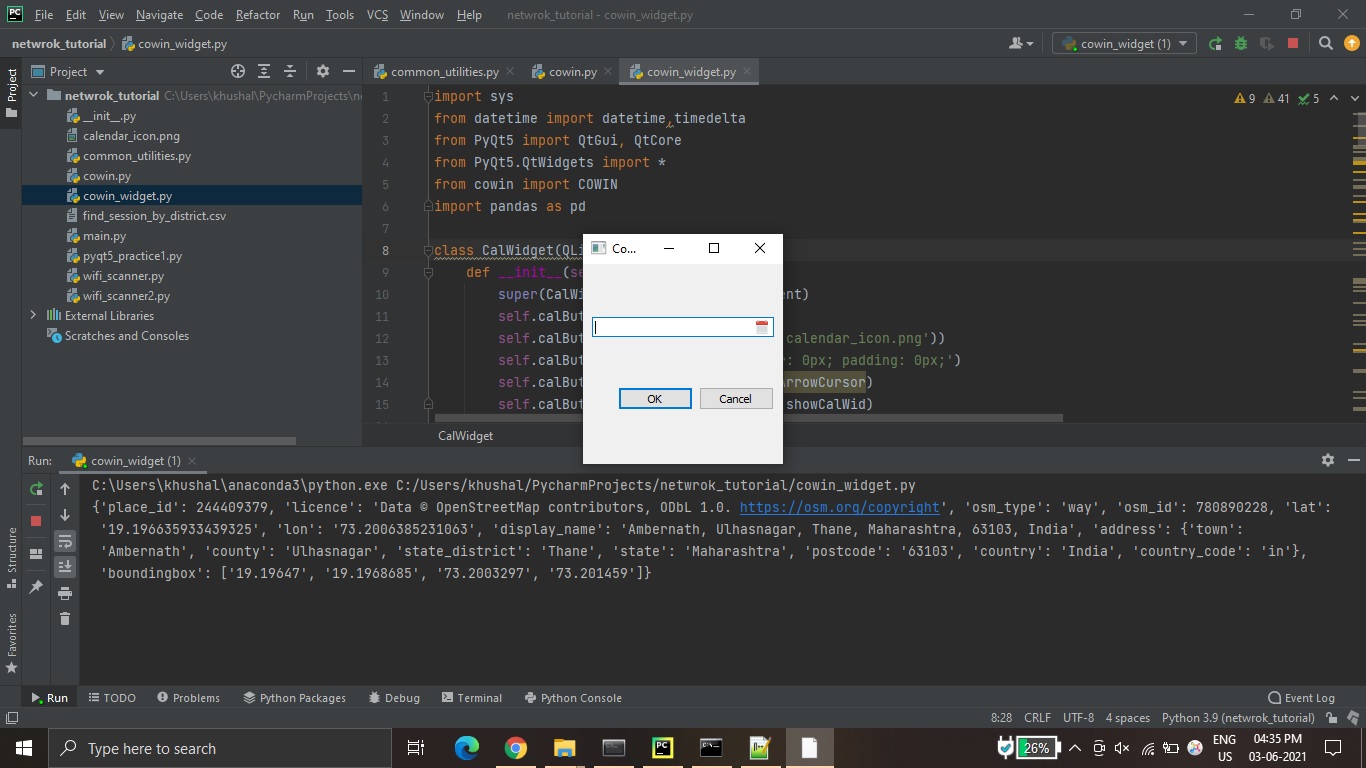 PC File Edit View Navigate Code Refactor Run Tools VCS Window Help netwrok_tutorial - cowin_widget.py
netwrok_tutorial cowin_widget.py cowin_widget (1)
Project
Project
common_utilities.py cowin.py cowin_widget.py
netwrok_tutorial C:\Users\khushal\PycharmProjects\ne
__init__.py
calendar_icon.png
common_utilities.py
cowin.py
cowin_widget.py
find_session_by_district.csv
main.py
pyqt5_practice1.py
wifi_scanner.py
wifi_scanner2.py
External Libraries
Scratches and Consoles
1 import sys
2 from datetime import datetime,timedelta
3 from PyQt5 import QtGui, QtCore
4 from PyQt5.QtWidgets import *
5 from cowin import COWIN
6 import pandas as pd
7
8 class CalWidget(QLi
9 def __init__(se
10 super(CalWi ent)
11 self.calBut
12 self.calBut calendar_icon.png'))
13 self.calBut : 0px; padding: 0px;')
14 self.calBut ArrowCursor)
15 self.calBut showCalWid)
9 41 5
CalWidget
Co...
OK Cancel
Run: cowin_widget (1)
C:\Users\khushal\anaconda3\python.exe C:/Users/khushal/PycharmProjects/netwrok_tutorial/cowin_widget.py
{'place_id': 244409379, 'licence': 'Data © OpenStreetMap contributors, ODbL 1.0. https://osm.org/copyright', 'osm_type': 'way', 'osm_id': 780890228, 'lat':
'19.196635933439325', 'lon': '73.2006385231063', 'display_name': 'Ambernath, Ulhasnagar, Thane, Maharashtra, 63103, India', 'address': {'town':
'Ambernath', 'county': 'Ulhasnagar', 'state_district': 'Thane', 'state': 'Maharashtra', 'postcode': '63103', 'country': 'India', 'country_code': 'in'},
'boundingbox': ['19.19647', '19.1968685', '73.2003297', '73.201459']}
Structure
Favorites
Run TODO Problems Python Packages Debug Terminal Python Console Event Log
8:28 CRLF UTF-8 4 spaces Python 3.9 (netwrok_tutorial)
Type here to search
PC
26%
ENG
US
04:35 PM
03-06-2021